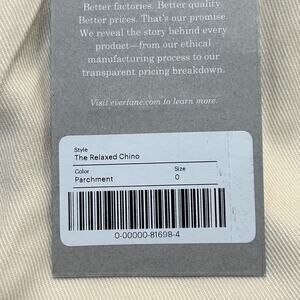 Better factories. Better quality.
Better prices. That's our promise.
We reveal the story behind every
product—from our ethical
manufacturing process to our
transparent pricing breakdown.
Visit everlane.com to learn more.
Style
The Relaxed Chino
Color
Size
Parchment
0
0-00000-81698-4